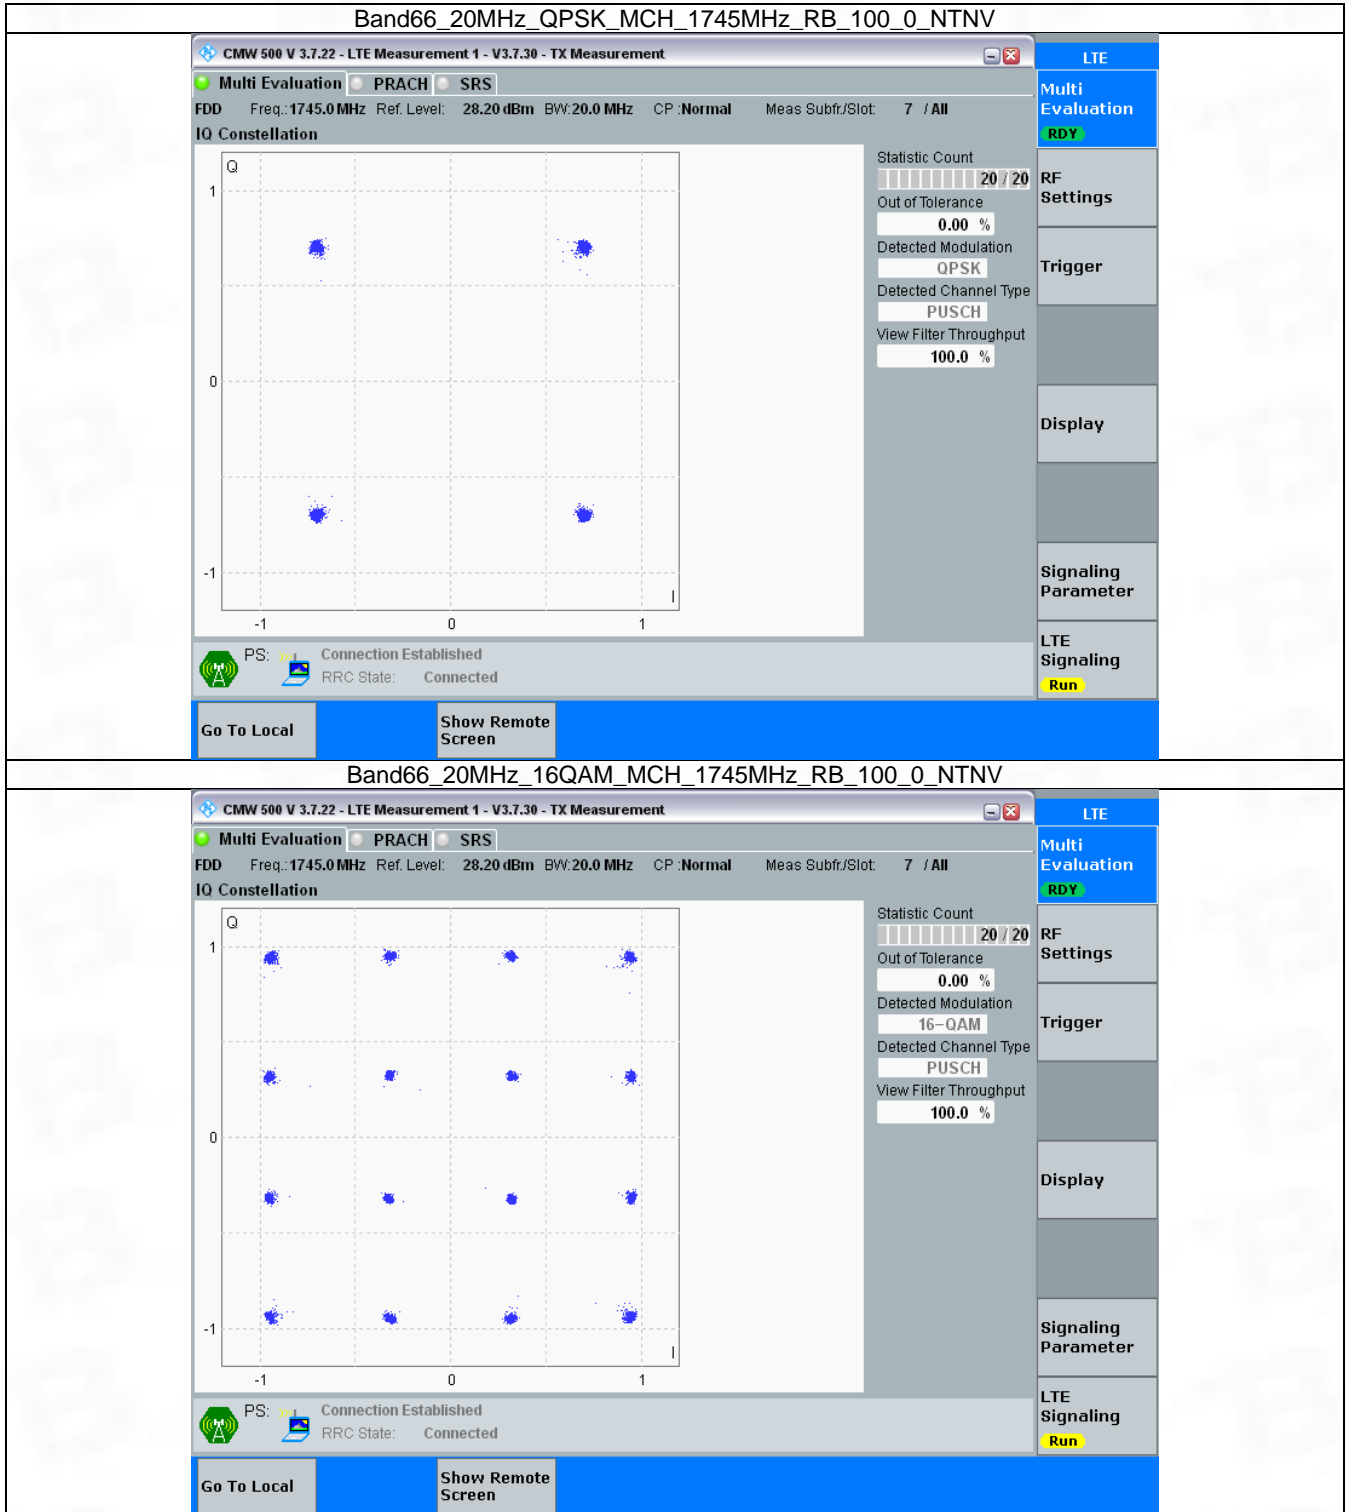 Band66_20MHz_QPSK_MCH_1745MHz_RB_100_0_NTNV
CMW 500 V 3.7.22 - LTE Measurement 1 - V3.7.30 - TX Measurement
LTE
Multi Evaluation PRACH SRS
Multi
Evaluation
RDY
FDD Freq.:1745.0 MHz Ref. Level: 28.20 dBm BW:20.0 MHz CP :Normal Meas Subfr./Slot: 7 / All
IQ Constellation
Q
1
0
-1
I
-1 0 1
Statistic Count
20 / 20
Out of Tolerance
0.00 %
Detected Modulation
QPSK
Detected Channel Type
PUSCH
View Filter Throughput
100.0 %
RF
Settings
Trigger
Display
Signaling
Parameter
LTE
Signaling
Run
PS: Connection Established
RRC State: Connected
Go To Local
Show Remote
Screen
Band66_20MHz_16QAM_MCH_1745MHz_RB_100_0_NTNV
CMW 500 V 3.7.22 - LTE Measurement 1 - V3.7.30 - TX Measurement
LTE
Multi Evaluation PRACH SRS
Multi
Evaluation
RDY
FDD Freq.:1745.0 MHz Ref. Level: 28.20 dBm BW:20.0 MHz CP :Normal Meas Subfr./Slot: 7 / All
IQ Constellation
Q
1
0
-1
I
-1 0 1
Statistic Count
20 / 20
Out of Tolerance
0.00 %
Detected Modulation
16-QAM
Detected Channel Type
PUSCH
View Filter Throughput
100.0 %
RF
Settings
Trigger
Display
Signaling
Parameter
LTE
Signaling
Run
PS: Connection Established
RRC State: Connected
Go To Local
Show Remote
Screen